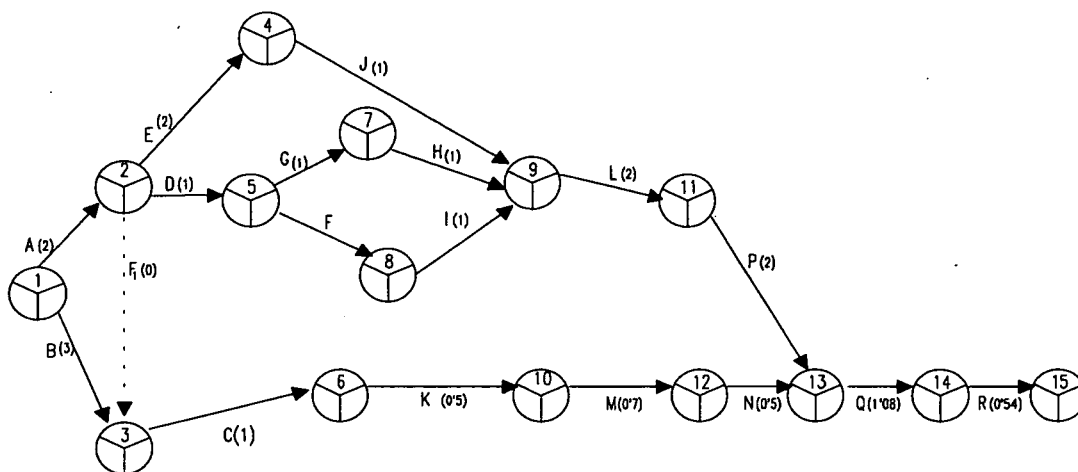 4
J(1)
E(2)
7
G(1)
H(1)
9
L(2)
2
D(1)
5
11
F
I(1)
A(2)
8
F1(0)
P(2)
1
B(3)
6
10
12
13
14
15
K (0'5)
M(0'7)
N(0'5)
Q(1'08)
R(0'54)
3
C(1)